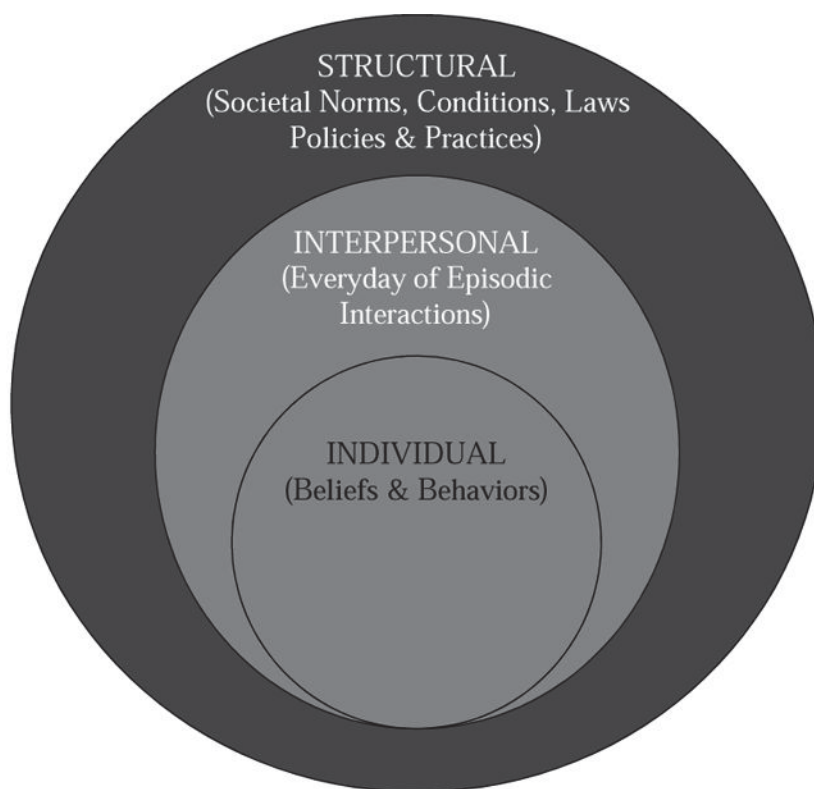 STRUCTURAL
(Societal Norms, Conditions, Laws
Policies & Practices)
INTERPERSONAL
(Everyday of Episodic
Interactions)
INDIVIDUAL
(Beliefs & Behaviors)